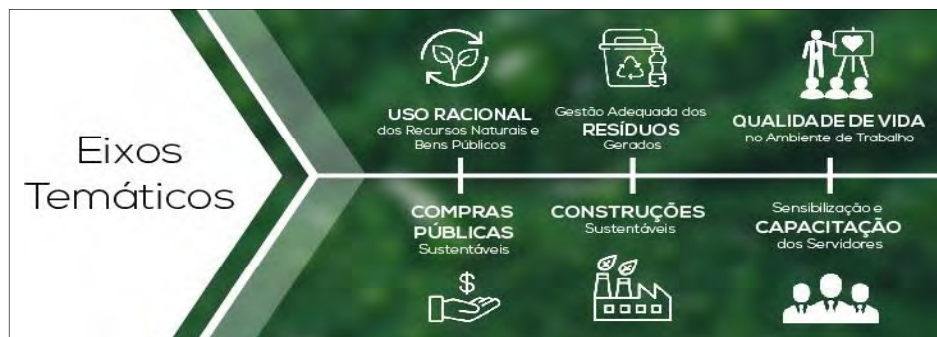 Eixos
Temáticos
USO RACIONAL
dos Recursos Naturais e
Bens Públicos
Gestão Adequada dos
RESÍDUOS
Gerados
QUALIDADE DE VIDA
no Ambiente de Trabalho
COMPRAS
PÚBLICAS
Sustentáveis
CONSTRUÇÕES
Sustentáveis
Sensibilização e
CAPACITAÇÃO
dos Servidores
$